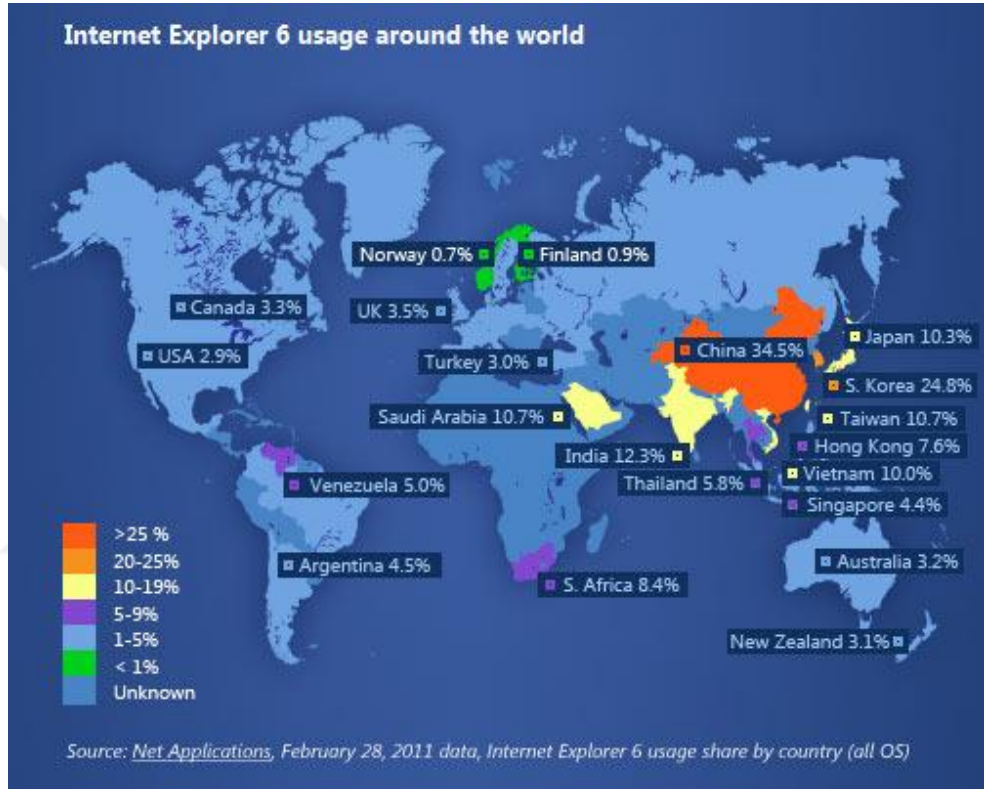 Internet Explorer 6 usage around the world
Norway 0.7%
Finland 0.9%
Canada 3.3%
UK 3.5%
USA 2.9%
Turkey 3.0%
China 34.5%
Japan 10.3%
S. Korea 24.8%
Saudi Arabia 10.7%
Taiwan 10.7%
India 12.3%
Hong Kong 7.6%
Venezuela 5.0%
Thailand 5.8%
Vietnam 10.0%
Singapore 4.4%
Argentina 4.5%
S. Africa 8.4%
Australia 3.2%
New Zealand 3.1%
>25 %
20-25%
10-19%
5-9%
1-5%
< 1%
Unknown
Source: Net Applications, February 28, 2011 data, Internet Explorer 6 usage share by country (all OS)